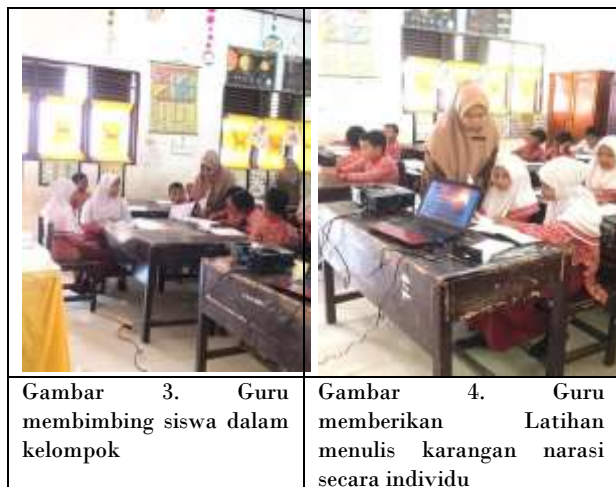 Gambar 3. Guru
membimbing siswa dalam
kelompok
Gambar 4. Guru
memberikan Latihan
menulis karangan narasi
secara individu